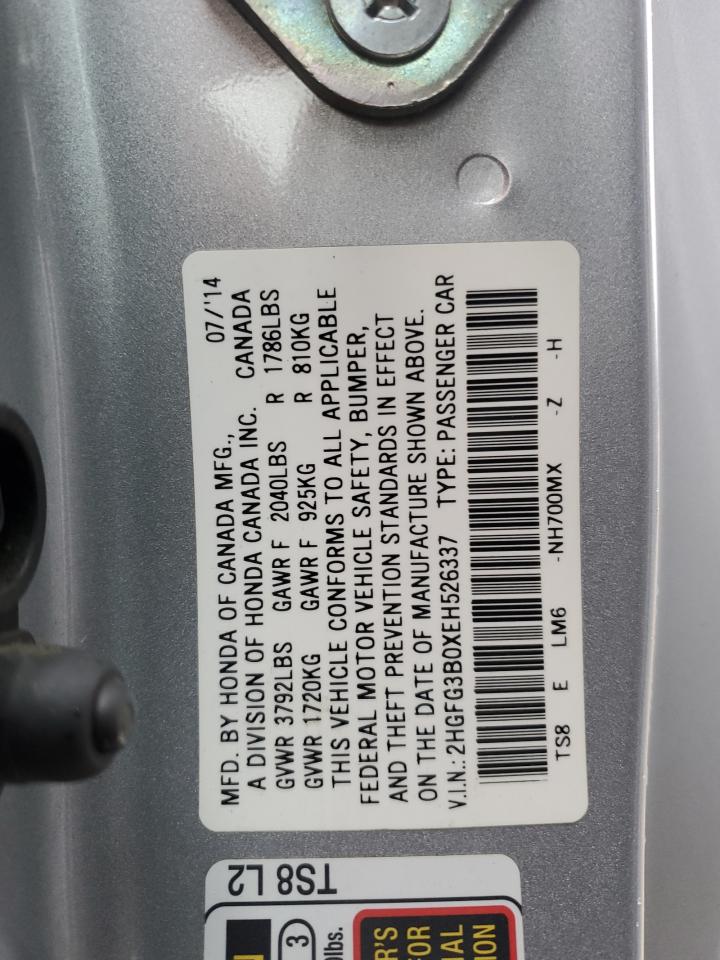 MFD. BY HONDA OF CANADA MFG., 07/'14
A DIVISION OF HONDA CANADA INC. CANADA
GVWR 3792LBS GAWR F 2040LBS R 1786LBS
GVWR 1720KG GAWR F 925KG R 810KG
THIS VEHICLE CONFORMS TO ALL APPLICABLE
FEDERAL MOTOR VEHICLE SAFETY, BUMPER,
AND THEFT PREVENTION STANDARDS IN EFFECT
ON THE DATE OF MANUFACTURE SHOWN ABOVE.
V.I.N.: 2HGFG3B0XEH526337 TYPE: PASSENGER CAR
TS8 E LM6 -NH700MX -Z -H
TS8 L2
3
lbs.